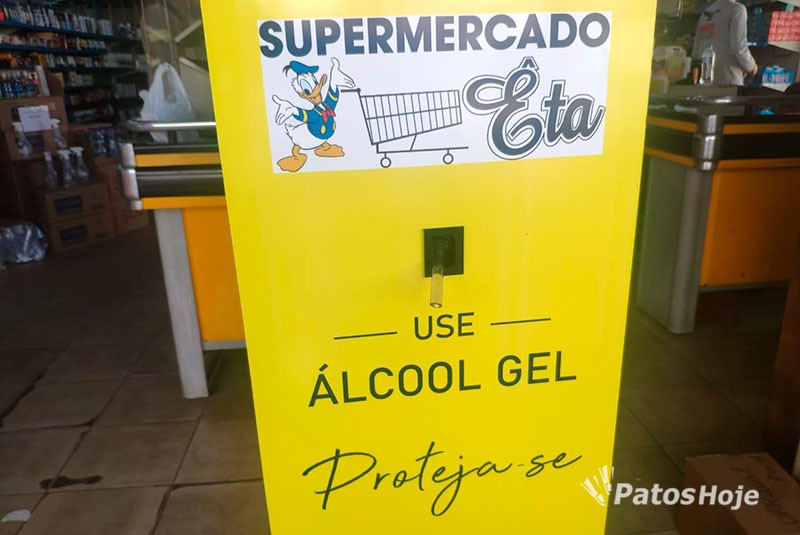 SUPERMERCADO
Êta
USE
ÁLCOOL GEL
Proteja-se
PatosHoje